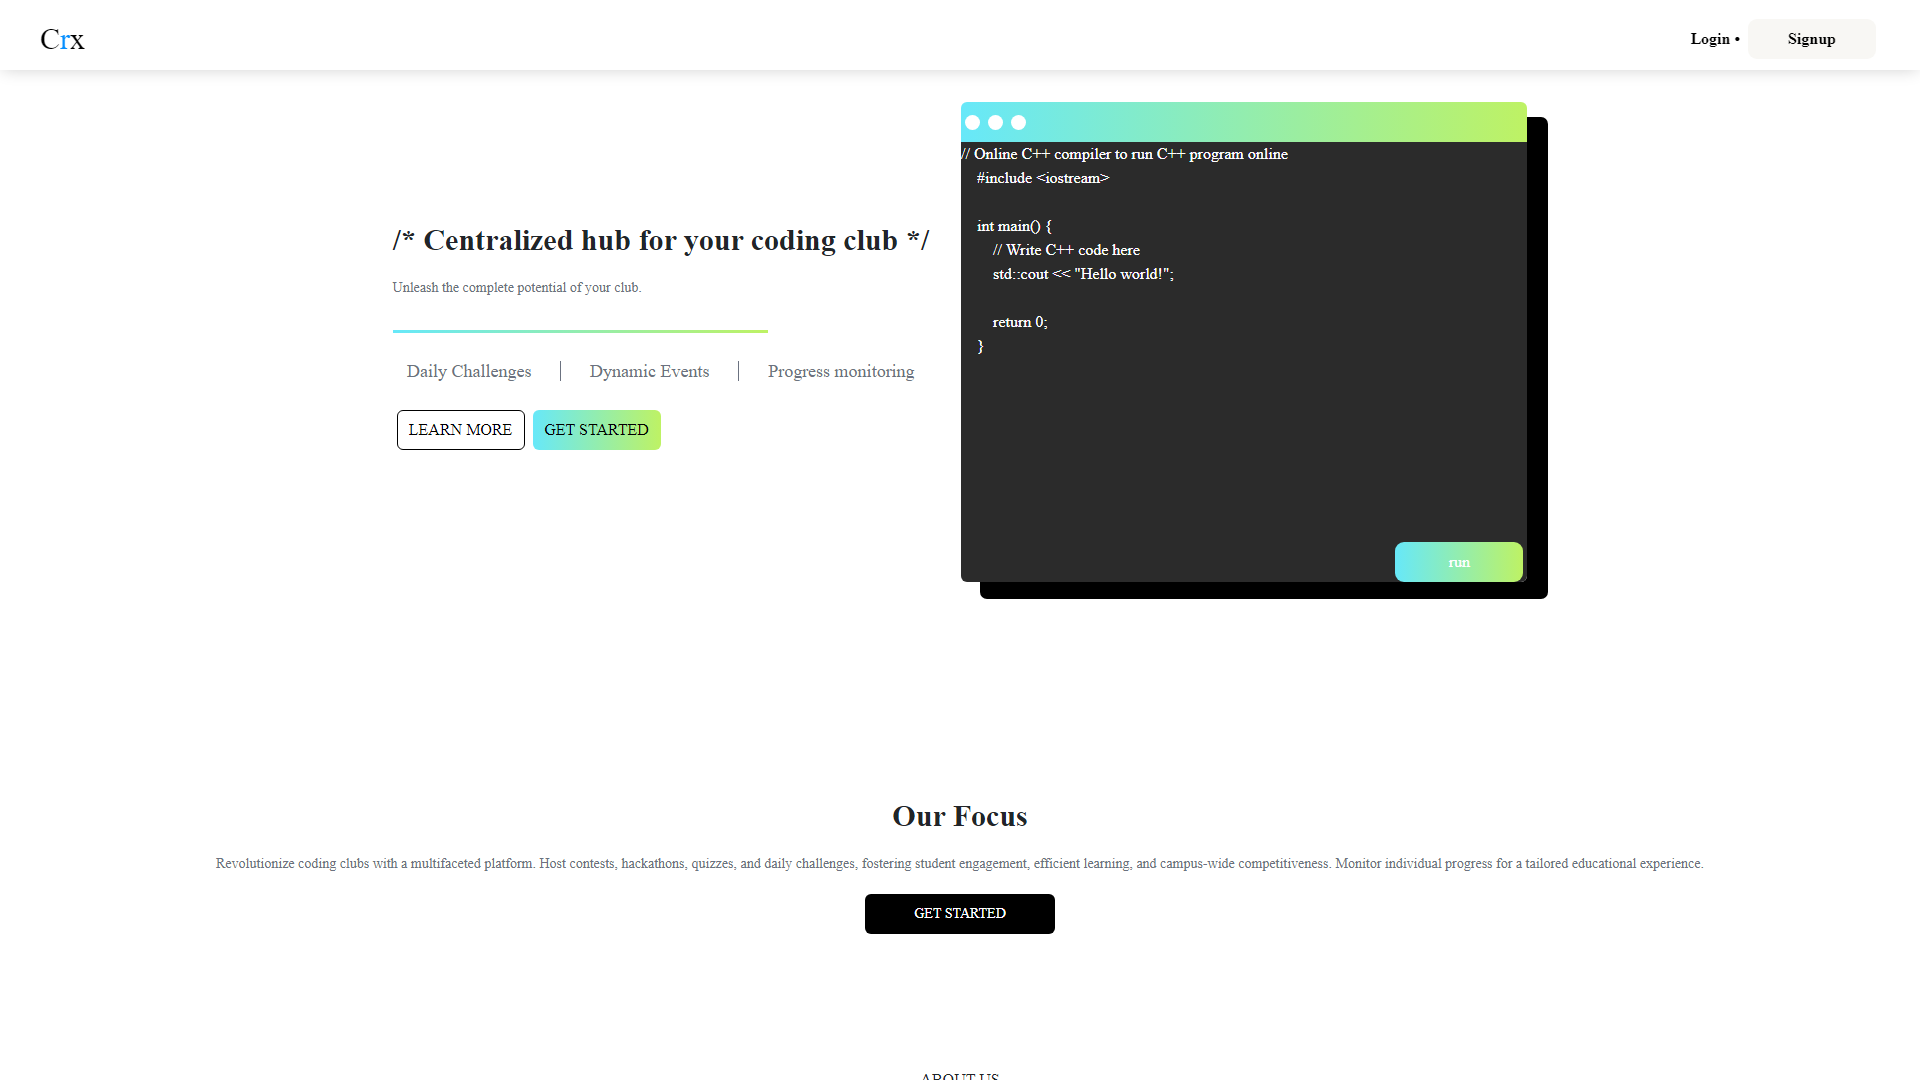 Crx
Login •
Signup
/* Centralized hub for your coding club */
Unleash the complete potential of your club.
Daily Challenges
Dynamic Events
Progress monitoring
LEARN MORE
GET STARTED
// Online C++ compiler to run C++ program online
#include <iostream>
int main() {
// Write C++ code here
std::cout << "Hello world!";
return 0;
}
run
Our Focus
Revolutionize coding clubs with a multifaceted platform. Host contests, hackathons, quizzes, and daily challenges, fostering student engagement, efficient learning, and campus-wide competitiveness. Monitor individual progress for a tailored educational experience.
GET STARTED
ABOUT US